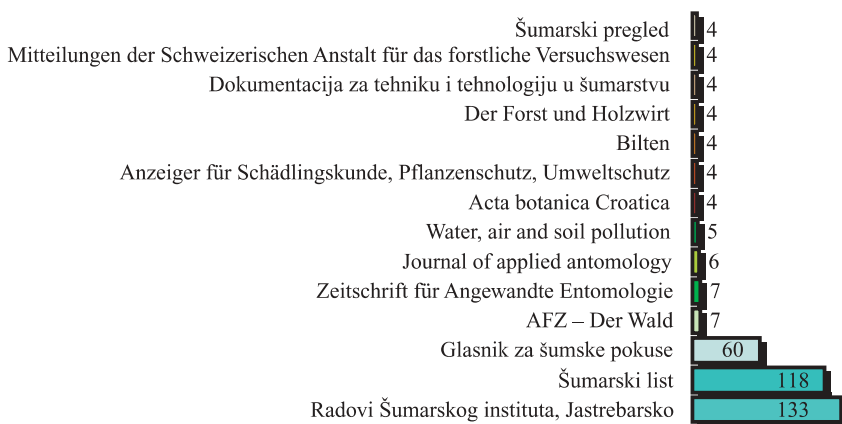 Šumarski pregled 4
Mitteilungen der Schweizerischen Anstalt für das forstliche Versuchswesen 4
Dokumentacija za tehniku i tehnologiju u šumarstvu 4
Der Forst und Holzwirt 4
Bilten 4
Anzeiger für Schädlingskunde, Pflanzenschutz, Umweltschutz 4
Acta botanica Croatica 4
Water, air and soil pollution 5
Journal of applied antomology 6
Zeitschrift für Angewandte Entomologie 7
AFZ – Der Wald 7
Glasnik za šumske pokuse 60
Šumarski list 118
Radovi Šumarskog instituta, Jastrebarsko 133